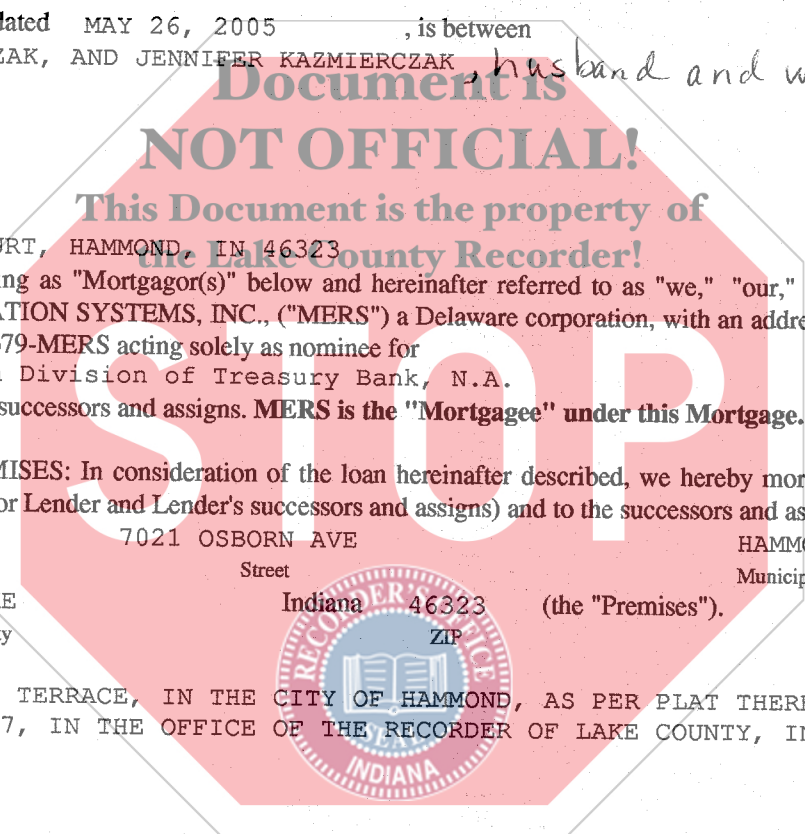 dated MAY 26, 2005 , is between
ZAK, AND JENNIFER KAZMIERCZAK , husband and w
Document is
NOT OFFICIAL!
This Document is the property of
the Lake County Recorder!
URT, HAMMOND, IN 46323
ng as "Mortgagor(s)" below and hereinafter referred to as "we," "our,"
ATION SYSTEMS, INC., ("MERS") a Delaware corporation, with an addre
679-MERS acting solely as nominee for
Division of Treasury Bank, N.A.
successors and assigns. MERS is the "Mortgagee" under this Mortgage.
STOP
MISES: In consideration of the loan hereinafter described, we hereby mor
or Lender and Lender's successors and assigns) and to the successors and as
7021 OSBORN AVE HAMMO
Street Municip
E Indiana 46323 (the "Premises").
y ZIP
RECORDER'S OFFICE
SEAL
INDIANA
TERRACE, IN THE CITY OF HAMMOND, AS PER PLAT THERE
7, IN THE OFFICE OF THE RECORDER OF LAKE COUNTY, IN